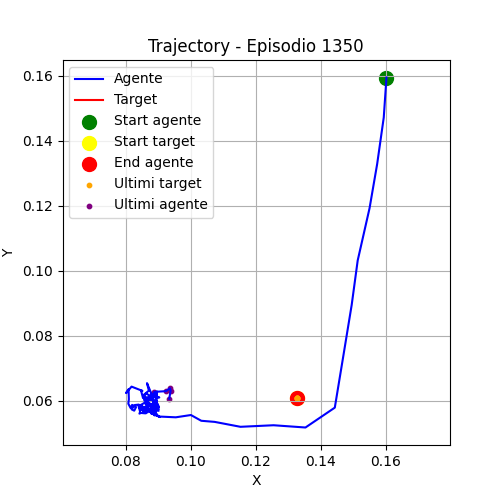 Trajectory - Episodio 1350
Agente
Target
Start agente
Start target
End agente
Ultimi target
Ultimi agente
Y
0.16
0.14
0.12
0.10
0.08
0.06
0.08 0.10 0.12 0.14 0.16
X